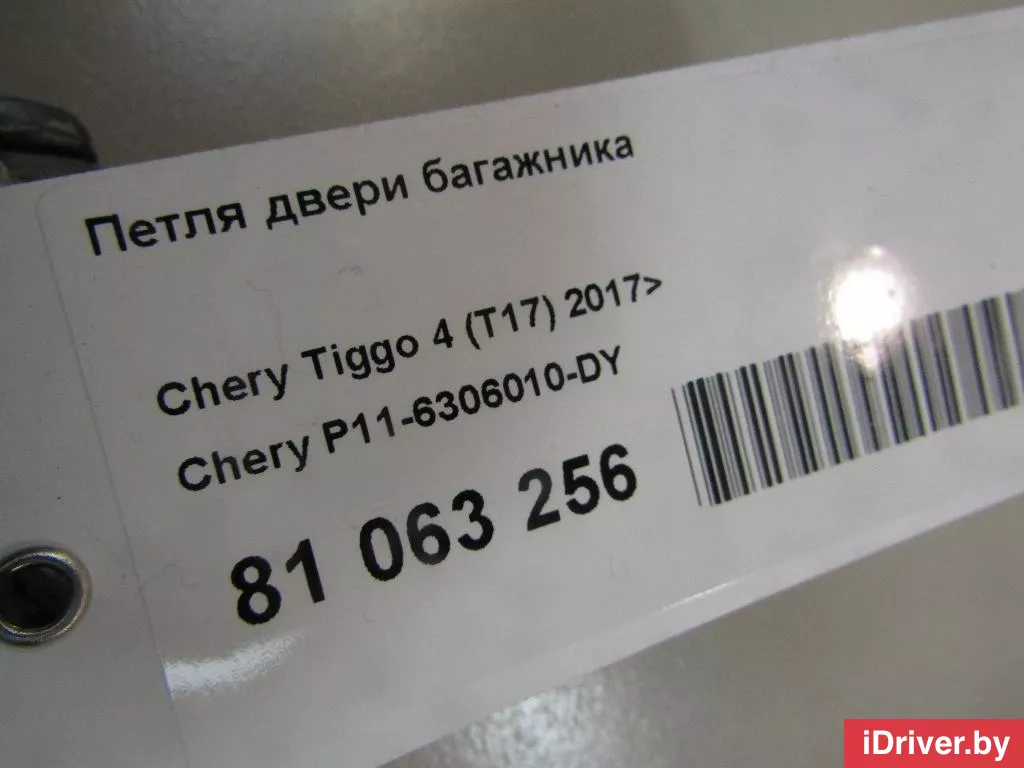 Петля двери багажника
Chery Tiggo 4 (T17) 2017>
Chery P11-6306010-DY
81 063 256
iDriver.by